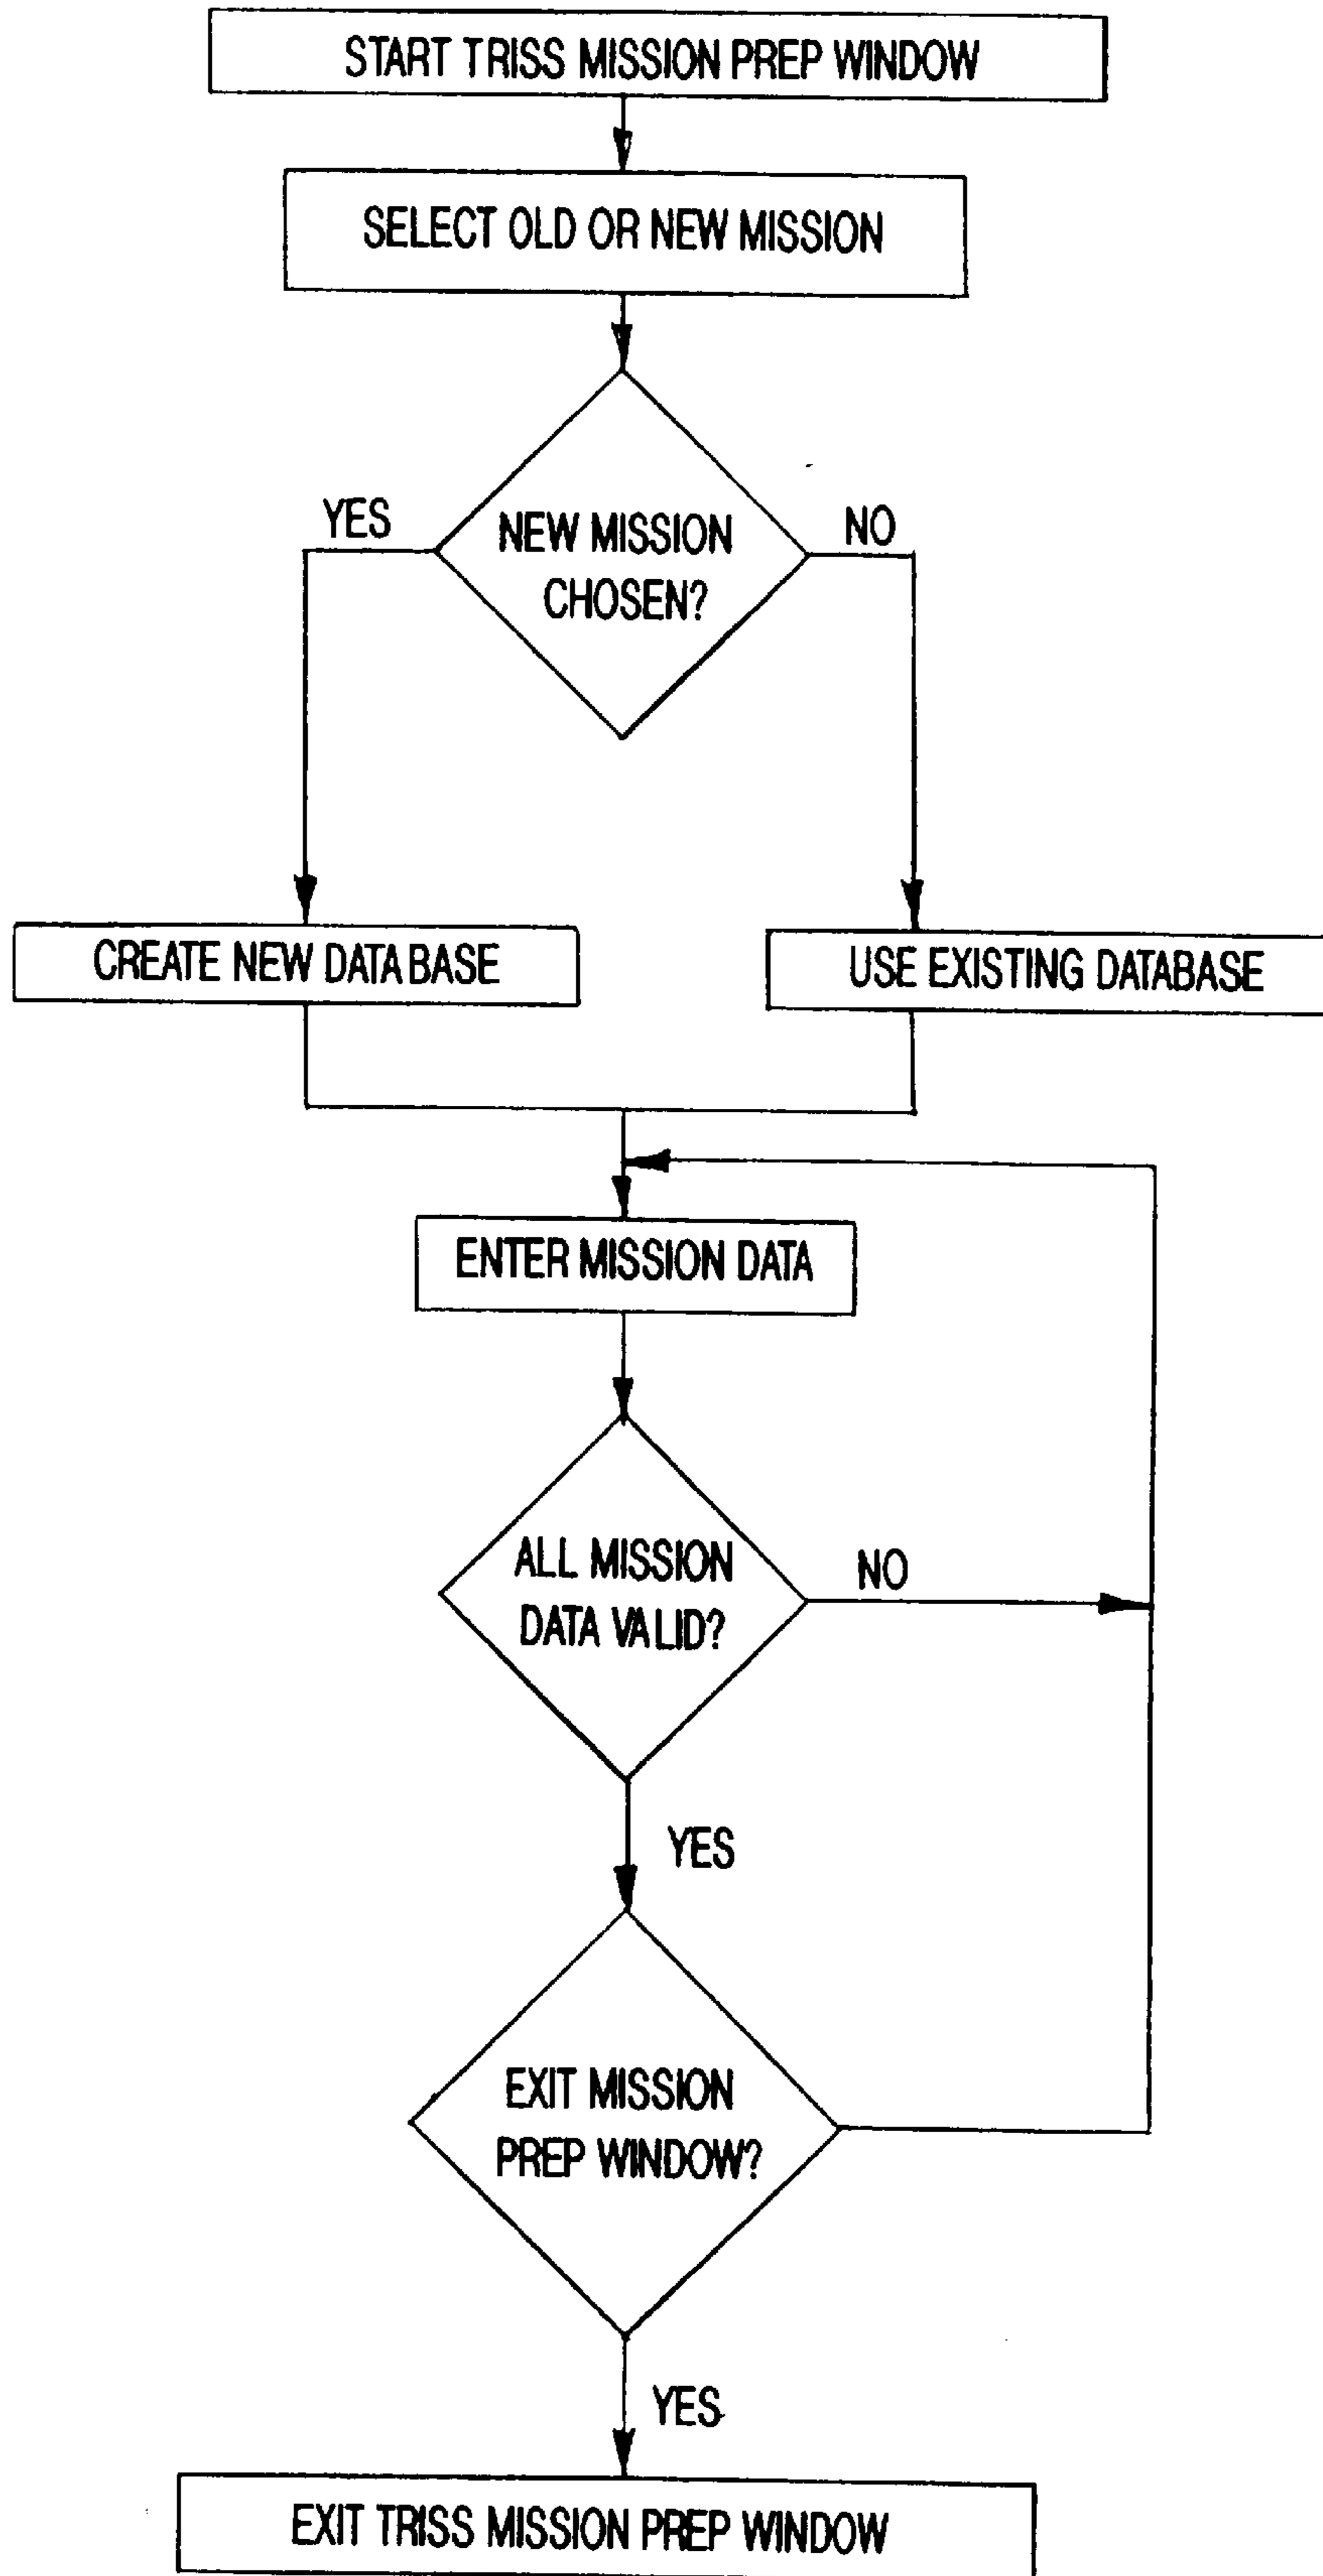 START TRISS MISSION PREP WINDOW
SELECT OLD OR NEW MISSION
YES
NEW MISSION
CHOSEN?
NO
CREATE NEW DATABASE
USE EXISTING DATABASE
ENTER MISSION DATA
ALL MISSION
DATA VALID?
NO
YES
EXIT MISSION
PREP WINDOW?
YES
EXIT TRISS MISSION PREP WINDOW